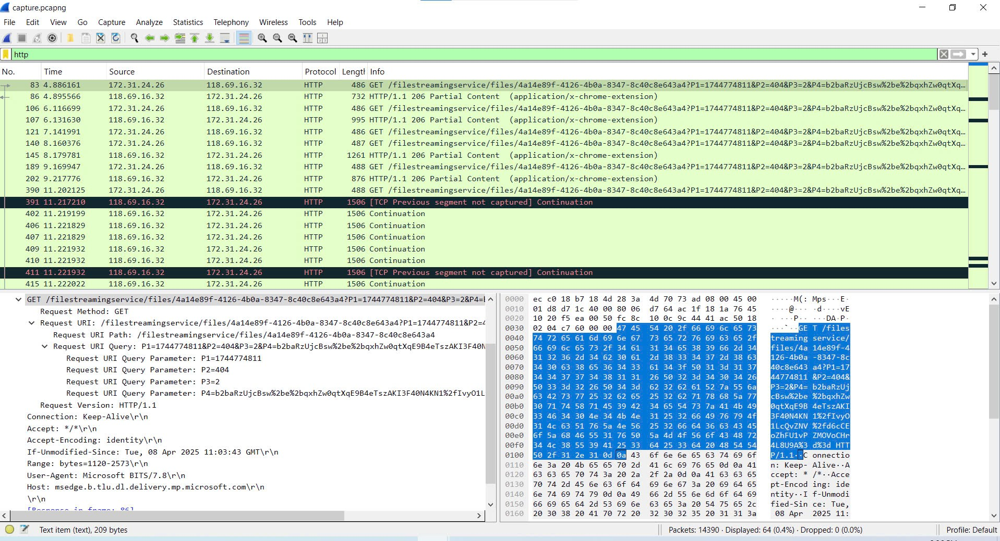 capture.pcapng
File Edit View Go Capture Analyze Statistics Telephony Wireless Tools Help
http
No. Time Source Destination Protocol Length Info
83 4.886161 172.31.24.26 118.69.16.32 HTTP 486 GET /filestreamingservice/files/4a14e89f-4126-4b0a-8347-8c40c8e643a4?P1=1744774811&P2=404&P3=2&P4=b2baRzUjcBsw%2be%2bqxhZw0qtXq…
86 4.895566 118.69.16.32 172.31.24.26 HTTP 732 HTTP/1.1 206 Partial Content (application/x-chrome-extension)
106 6.116699 172.31.24.26 118.69.16.32 HTTP 486 GET /filestreamingservice/files/4a14e89f-4126-4b0a-8347-8c40c8e643a4?P1=1744774811&P2=404&P3=2&P4=b2baRzUjcBsw%2be%2bqxhZw0qtXq…
107 6.131630 118.69.16.32 172.31.24.26 HTTP 995 HTTP/1.1 206 Partial Content (application/x-chrome-extension)
121 7.141991 172.31.24.26 118.69.16.32 HTTP 486 GET /filestreamingservice/files/4a14e89f-4126-4b0a-8347-8c40c8e643a4?P1=1744774811&P2=404&P3=2&P4=b2baRzUjcBsw%2be%2bqxhZw0qtXq…
140 8.160376 172.31.24.26 118.69.16.32 HTTP 487 GET /filestreamingservice/files/4a14e89f-4126-4b0a-8347-8c40c8e643a4?P1=1744774811&P2=404&P3=2&P4=b2baRzUjcBsw%2be%2bqxhZw0qtXq…
145 8.179781 118.69.16.32 172.31.24.26 HTTP 1261 HTTP/1.1 206 Partial Content (application/x-chrome-extension)
189 9.169947 172.31.24.26 118.69.16.32 HTTP 488 GET /filestreamingservice/files/4a14e89f-4126-4b0a-8347-8c40c8e643a4?P1=1744774811&P2=404&P3=2&P4=b2baRzUjcBsw%2be%2bqxhZw0qtXq…
202 9.217776 118.69.16.32 172.31.24.26 HTTP 876 HTTP/1.1 206 Partial Content (application/x-chrome-extension)
390 11.202125 172.31.24.26 118.69.16.32 HTTP 488 GET /filestreamingservice/files/4a14e89f-4126-4b0a-8347-8c40c8e643a4?P1=1744774811&P2=404&P3=2&P4=b2baRzUjcBsw%2be%2bqxhZw0qtXq…
391 11.217210 118.69.16.32 172.31.24.26 HTTP 1506 [TCP Previous segment not captured] Continuation
402 11.219199 118.69.16.32 172.31.24.26 HTTP 1506 Continuation
406 11.221829 118.69.16.32 172.31.24.26 HTTP 1506 Continuation
407 11.221829 118.69.16.32 172.31.24.26 HTTP 1506 Continuation
409 11.221932 118.69.16.32 172.31.24.26 HTTP 1506 Continuation
410 11.221932 118.69.16.32 172.31.24.26 HTTP 1506 Continuation
411 11.221932 118.69.16.32 172.31.24.26 HTTP 1506 [TCP Previous segment not captured] Continuation
415 11.222022 118.69.16.32 172.31.24.26 HTTP 1506 Continuation
GET /filestreamingservice/files/4a14e89f-4126-4b0a-8347-8c40c8e643a4?P1=1744774811&P2=404&P3=2&P4=
Request Method: GET
Request URI: /filestreamingservice/files/4a14e89f-4126-4b0a-8347-8c40c8e643a4?P1=1744774811&P2=4
Request URI Path: /filestreamingservice/files/4a14e89f-4126-4b0a-8347-8c40c8e643a4
Request URI Query: P1=1744774811&P2=404&P3=2&P4=b2baRzUjcBsw%2be%2bqxhZw0qtXqE9B4eTszAKI3F40N
Request URI Query Parameter: P1=1744774811
Request URI Query Parameter: P2=404
Request URI Query Parameter: P3=2
Request URI Query Parameter: P4=b2baRzUjcBsw%2be%2bqxhZw0qtXqE9B4eTszAKI3F40N4KN1%2fIvyO1L
Request Version: HTTP/1.1
Connection: Keep-Alive\r\n
Accept: */*\r\n
Accept-Encoding: identity\r\n
If-Unmodified-Since: Tue, 08 Apr 2025 11:03:43 GMT\r\n
Range: bytes=1120-2573\r\n
User-Agent: Microsoft BITS/7.8\r\n
Host: msedge.b.tlu.dl.delivery.mp.microsoft.com\r\n
\r\n
[Response in frame: 86]
0000 ec c0 18 b7 18 4d 28 3a 4d 70 73 ad 08 00 45 00 ·····M(: Mps···E·
0010 01 d8 d7 1c 40 00 80 06 d7 64 ac 1f 18 1a 76 45 ····@··· ·d····vE
0020 10 20 f5 ea 00 50 fc 8c 10 0c 9c 44 41 ac 50 18 · ···P·· ···DA·P·
0030 02 04 c7 60 00 00 47 45 54 20 2f 66 69 6c 65 73 ···`··GE T /files
0040 74 72 65 61 6d 69 6e 67 73 65 72 76 69 63 65 2f treaming service/
0050 66 69 6c 65 73 2f 34 61 31 34 65 38 39 66 2d 34 files/4a 14e89f-4
0060 31 32 36 2d 34 62 30 61 2d 38 33 34 37 2d 38 63 126-4b0a -8347-8c
0070 34 30 63 38 65 36 34 33 61 34 3f 50 31 3d 31 37 40c8e643 a4?P1=17
0080 34 34 37 37 34 38 31 31 26 50 32 3d 34 30 34 26 44774811 &P2=404&
0090 50 33 3d 32 26 50 34 3d 62 32 62 61 52 7a 55 6a P3=2&P4= b2baRzUj
00a0 63 42 73 77 25 32 62 65 25 32 62 71 78 68 5a 77 cBsw%2be %2bqxhZw
00b0 30 71 74 58 71 45 39 42 34 65 54 73 7a 41 4b 49 0qtXqE9B 4eTszAKI
00c0 33 46 34 30 4e 34 4b 4e 31 25 32 66 49 76 79 4f 3F40N4KN 1%2fIvyO
00d0 31 4c 63 51 76 5a 4e 56 25 32 66 64 36 63 43 45 1LcQvZNV %2fd6cCE
00e0 6f 5a 68 46 55 31 76 50 5a 4d 4f 56 6f 43 48 72 oZhFU1vP ZMOVoCHr
00f0 34 4c 38 55 39 41 25 33 64 25 33 64 20 48 54 54 4L8U9A%3 d%3d HTT
0100 50 2f 31 2e 31 0d 0a 43 6f 6e 6e 65 63 74 69 6f P/1.1··C onnectio
0110 6e 3a 20 4b 65 65 70 2d 41 6c 69 76 65 0d 0a 41 n: Keep- Alive··A
0120 63 63 65 70 74 3a 20 2a 2f 2a 0d 0a 41 63 63 65 ccept: * /*··Acce
0130 70 74 2d 45 6e 63 6f 64 69 6e 67 3a 20 69 64 65 pt-Encod ing: ide
0140 6e 74 69 74 79 0d 0a 49 66 2d 55 6e 6d 6f 64 69 ntity··I f-Unmodi
0150 66 69 65 64 2d 53 69 6e 63 65 3a 20 54 75 65 2c fied-Sin ce: Tue,
0160 20 30 38 20 41 70 72 20 32 30 32 35 20 31 31 3a 08 Apr 2025 11:
Text item (text), 209 bytes
Packets: 14390 · Displayed: 64 (0.4%) · Dropped: 0 (0.0%)
Profile: Default